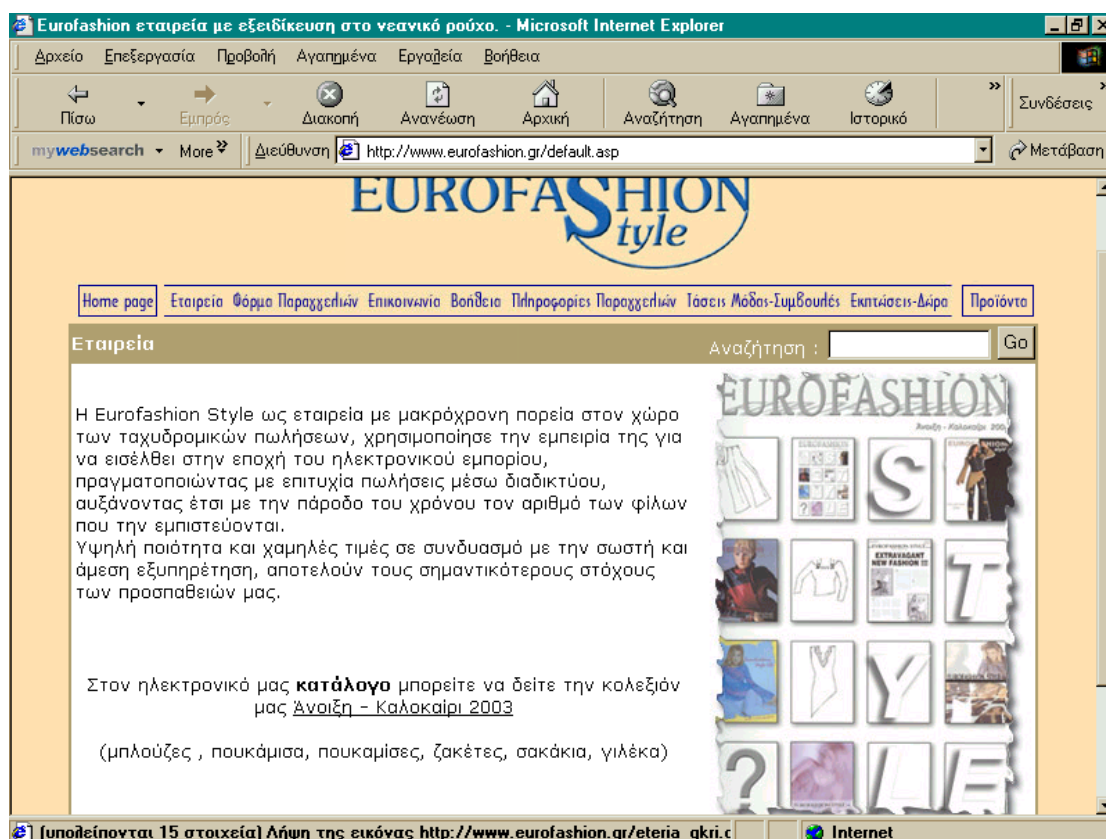 Eurofashion εταιρεία με εξειδίκευση στο νεανικό ρούχο. - Microsoft Internet Explorer
Αρχείο Επεξεργασία Προβολή Αγαπημένα Εργαλεία Βοήθεια
Πίσω Εμπρός Διακοπή Ανανέωση Αρχική Αναζήτηση Αγαπημένα Ιστορικό » Συνδέσεις »
mywebsearch More » Διεύθυνση http://www.eurofashion.gr/default.asp Μετάβαση
EUROFASHION
Style
Home page Εταιρεία Φόρμα Παραγγελιών Επικοινωνία Βοήθεια Πληροφορίες Παραγγελιών Τάσεις Μόδας-Συμβουλές Εκπτώσεις-Δώρα Προϊόντα
Εταιρεία Αναζήτηση : Go
Η Eurofashion Style ως εταιρεία με μακρόχρονη πορεία στον χώρο
των ταχυδρομικών πωλήσεων, χρησιμοποίησε την εμπειρία της για
να εισέλθει στην εποχή του ηλεκτρονικού εμπορίου,
πραγματοποιώντας με επιτυχία πωλήσεις μέσω διαδικτύου,
αυξάνοντας έτσι με την πάροδο του χρόνου τον αριθμό των φίλων
που την εμπιστεύονται.
Υψηλή ποιότητα και χαμηλές τιμές σε συνδυασμό με την σωστή και
άμεση εξυπηρέτηση, αποτελούν τους σημαντικότερους στόχους
των προσπαθειών μας.
Στον ηλεκτρονικό μας κατάλογο μπορείτε να δείτε την κολεξιόν
μας Άνοιξη - Καλοκαίρι 2003
(μπλούζες , πουκάμισα, πουκαμίσες, ζακέτες, σακάκια, γιλέκα)
EUROFASHION
Άνοιξη - Καλοκαίρι
S
EXTRAVAGANT
NEW FASHION !!!
T
Y
? L E
(υπολείπονται 15 στοιχεία) Λήψη της εικόνας http://www.eurofashion.gr/eteria_gkri.c Internet